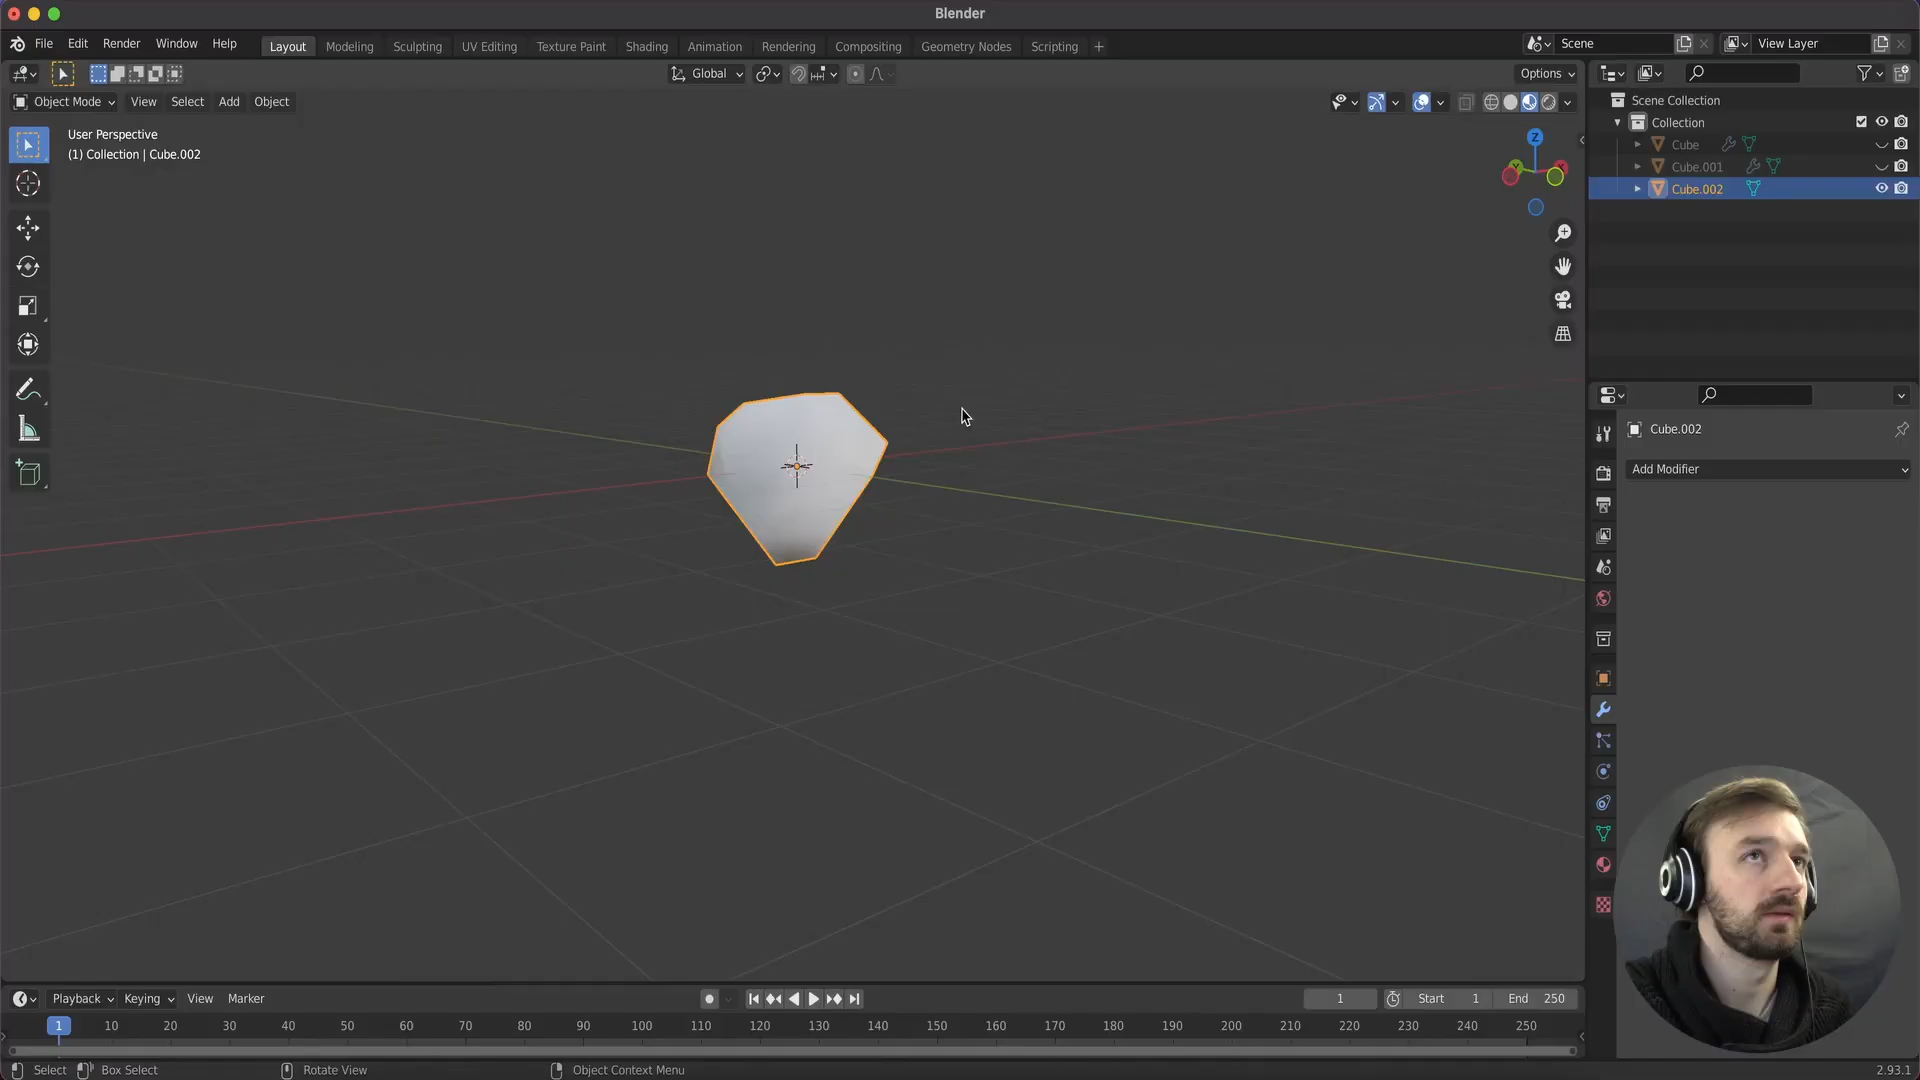 Blender
File Edit Render Window Help Layout Modeling Sculpting UV Editing Texture Paint Shading Animation Rendering Compositing Geometry Nodes Scripting + Scene View Layer
Global Options
Object Mode View Select Add Object
User Perspective
(1) Collection | Cube.002
Z
Y
X
Scene Collection
Collection
Cube
Cube.001
Cube.002
Cube.002
Add Modifier
Playback Keying View Marker 1 Start 1 End 250
1 10 20 30 40 50 60 70 80 90 100 110 120 130 140 150 160 170 180 190 200 210 220 230 240 250
Select Box Select Rotate View Object Context Menu 2.93.1